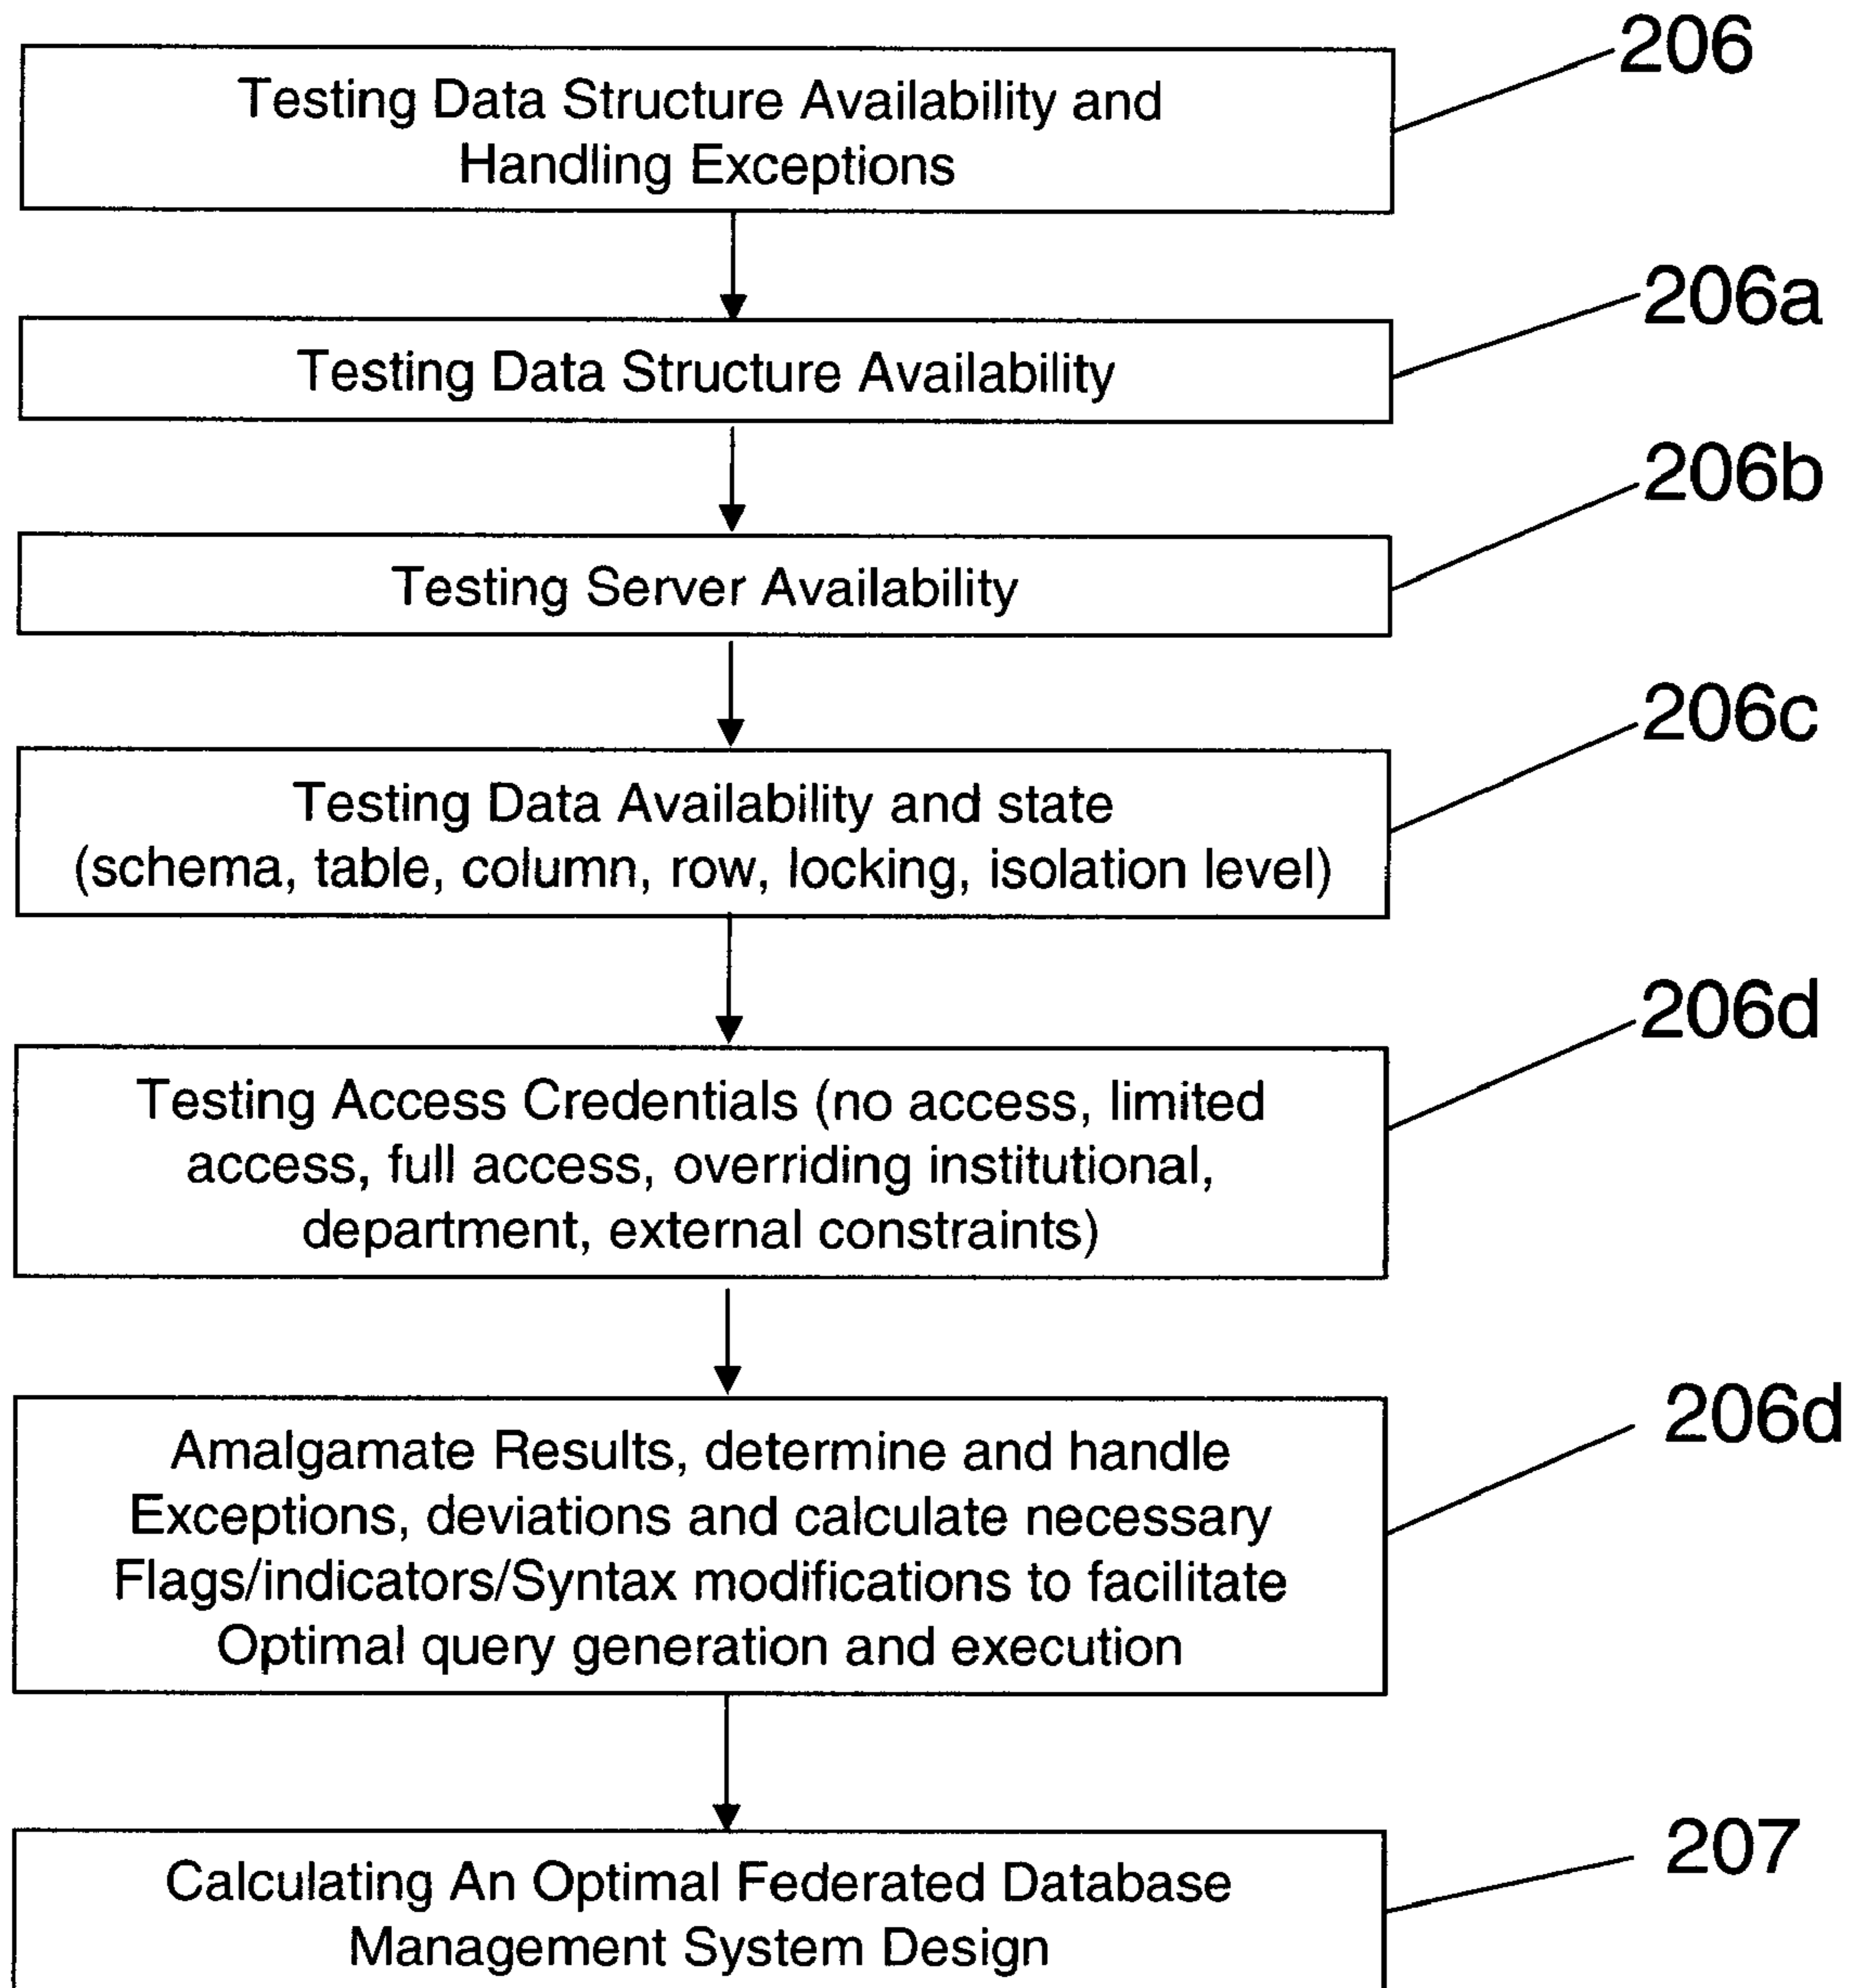 206
Testing Data Structure Availability and
Handling Exceptions
206a
Testing Data Structure Availability
206b
Testing Server Availability
206c
Testing Data Availability and state
(schema, table, column, row, locking, isolation level)
206d
Testing Access Credentials (no access, limited
access, full access, overriding institutional,
department, external constraints)
206d
Amalgamate Results, determine and handle
Exceptions, deviations and calculate necessary
Flags/indicators/Syntax modifications to facilitate
Optimal query generation and execution
207
Calculating An Optimal Federated Database
Management System Design